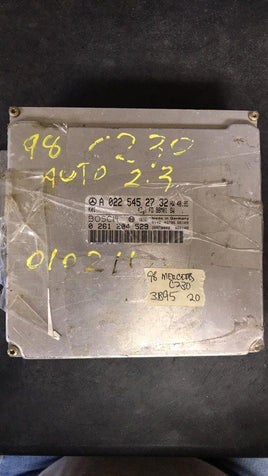 98 C230
AUTO 2.3
A 022 545 27 32
BOSCH
Made in Germany
0 261 204 529
010211
98 MERCEDES
C230
3B95 20